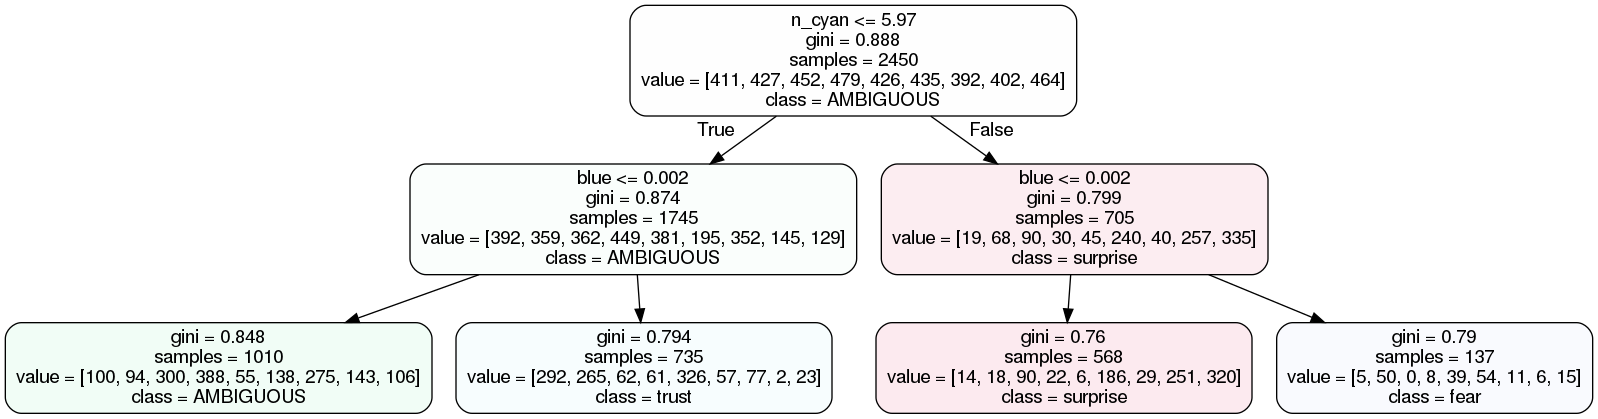 n_cyan <= 5.97
gini = 0.888
samples = 2450
value = [411, 427, 452, 479, 426, 435, 392, 402, 464]
class = AMBIGUOUS
True
False
blue <= 0.002
gini = 0.874
samples = 1745
value = [392, 359, 362, 449, 381, 195, 352, 145, 129]
class = AMBIGUOUS
blue <= 0.002
gini = 0.799
samples = 705
value = [19, 68, 90, 30, 45, 240, 40, 257, 335]
class = surprise
gini = 0.848
samples = 1010
value = [100, 94, 300, 388, 55, 138, 275, 143, 106]
class = AMBIGUOUS
gini = 0.794
samples = 735
value = [292, 265, 62, 61, 326, 57, 77, 2, 23]
class = trust
gini = 0.76
samples = 568
value = [14, 18, 90, 22, 6, 186, 29, 251, 320]
class = surprise
gini = 0.79
samples = 137
value = [5, 50, 0, 8, 39, 54, 11, 6, 15]
class = fear